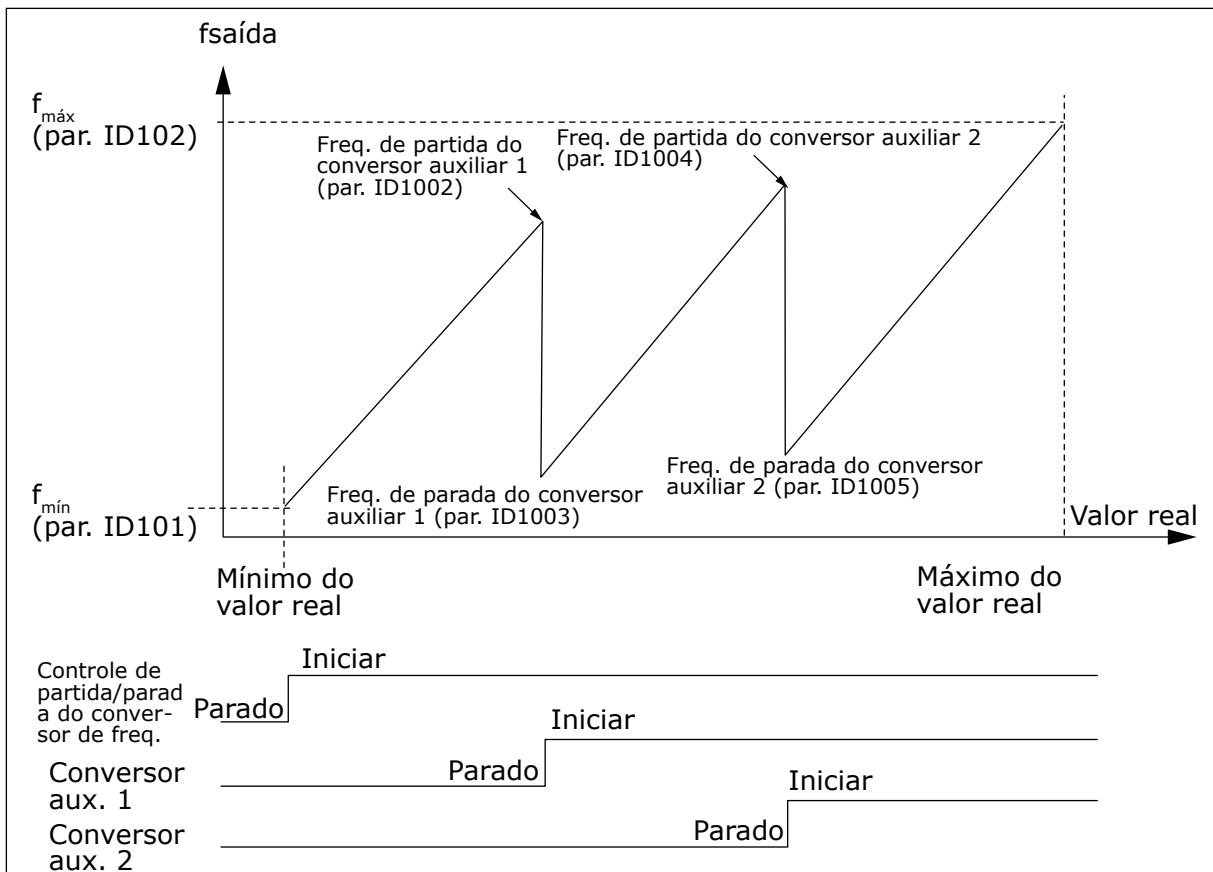 fsaída
fmáx
(par. ID102)
Freq. de partida do
conversor auxiliar 1
(par. ID1002)
Freq. de partida do conversor auxiliar 2
(par. ID1004)
Freq. de parada do conversor
auxiliar 1 (par. ID1003)
Freq. de parada do conversor
auxiliar 2 (par. ID1005)
fmín
(par. ID101)
Valor real
Mínimo do
valor real
Máximo do
valor real
Controle de
partida/parad
a do conver-
sor de freq.
Parado
Iniciar
Conversor
aux. 1
Parado
Iniciar
Conversor
aux. 2
Parado
Iniciar